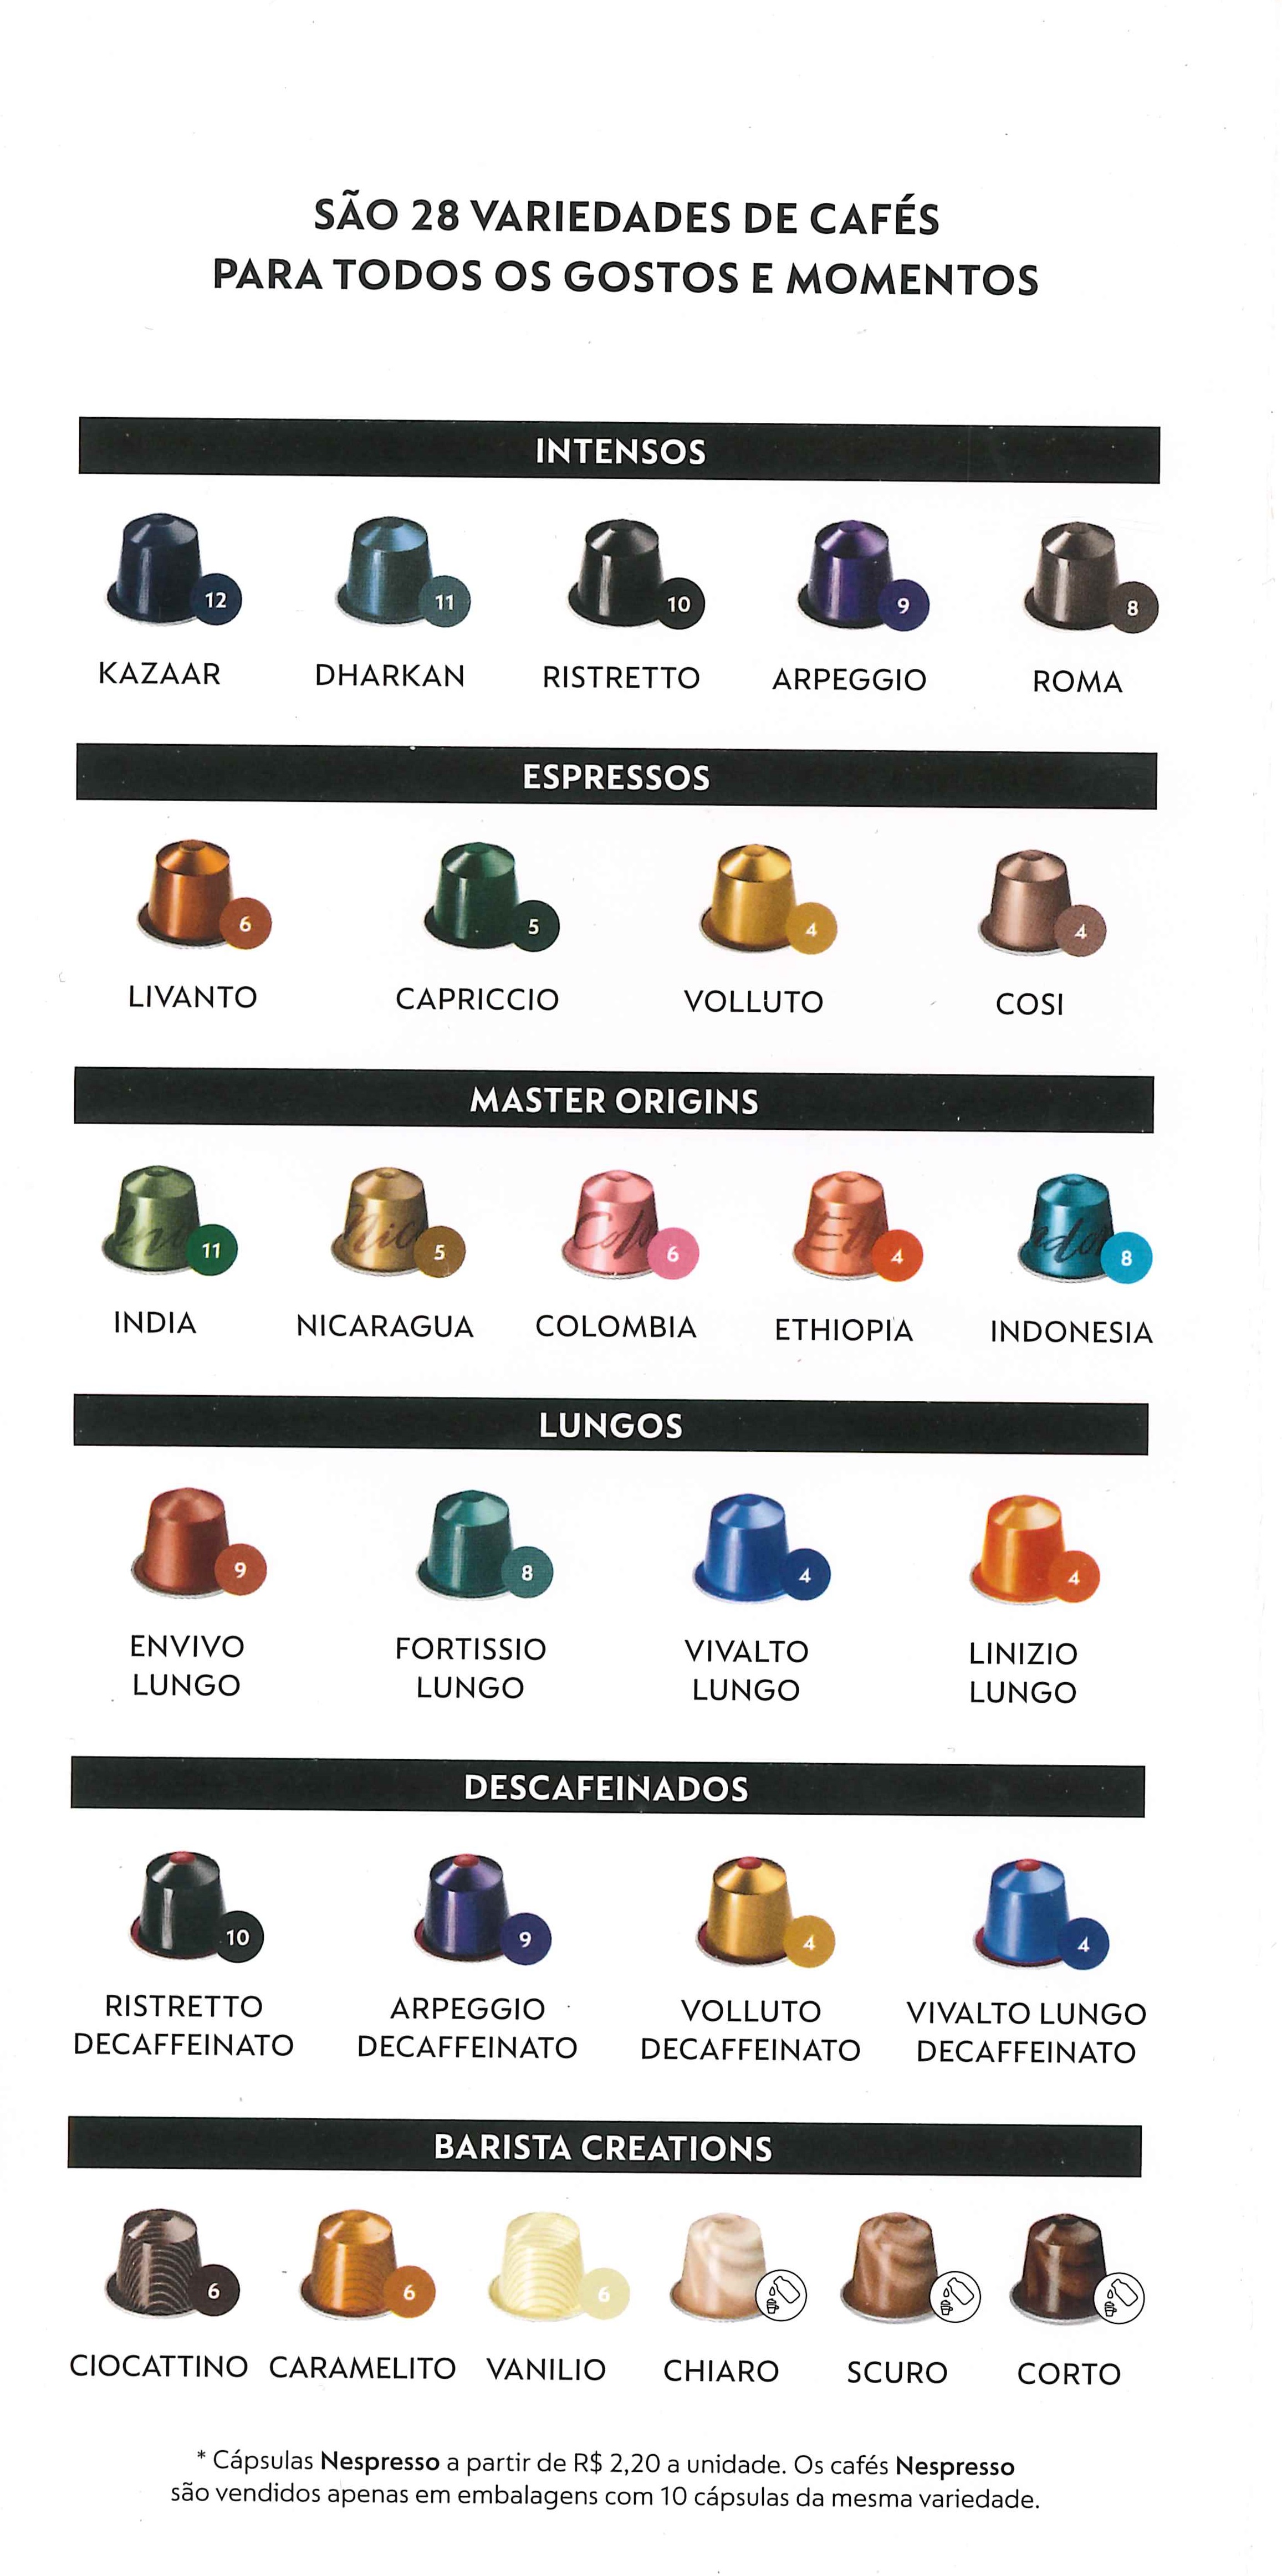 SÃO 28 VARIEDADES DE CAFÉS
PARA TODOS OS GOSTOS E MOMENTOS
INTENSOS
12 11 10 9 8
KAZAAR DHARKAN RISTRETTO ARPEGGIO ROMA
ESPRESSOS
6 5 4 4
LIVANTO CAPRICCIO VOLLUTO COSI
MASTER ORIGINS
11 5 6 4 8
INDIA NICARAGUA COLOMBIA ETHIOPIA INDONESIA
LUNGOS
9 8 4 4
ENVIVO LUNGO
FORTISSIO LUNGO
VIVALTO LUNGO
LINIZIO LUNGO
DESCAFEINADOS
10 9 4 4
RISTRETTO DECAFFEINATO
ARPEGGIO DECAFFEINATO
VOLLUTO DECAFFEINATO
VIVALTO LUNGO DECAFFEINATO
BARISTA CREATIONS
6 6 6
CIOCATTINO CARAMELITO VANILIO CHIARO SCURO CORTO
* Cápsulas Nespresso a partir de R$ 2,20 a unidade. Os cafés Nespresso
são vendidos apenas em embalagens com 10 cápsulas da mesma variedade.